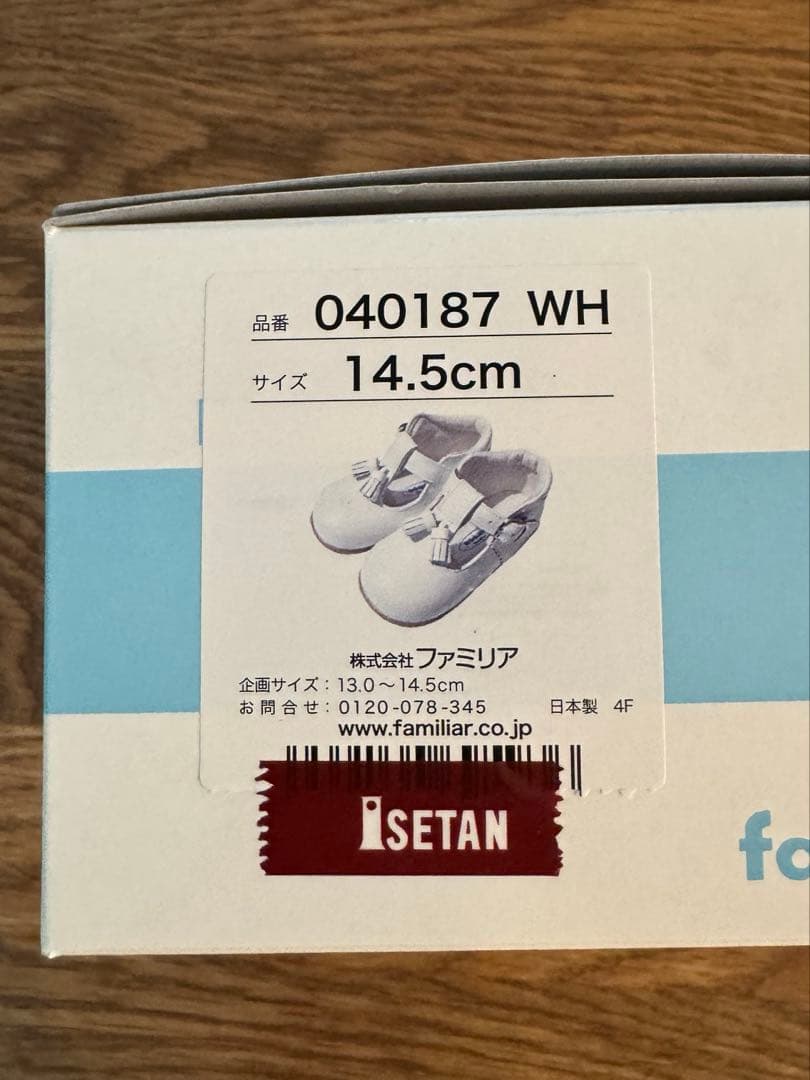 品番 040187 WH
サイズ 14.5cm
株式会社ファミリア
企画サイズ：13.0～14.5cm
お問合せ：0120-078-345 日本製 4F
www.familiar.co.jp
ISETAN
fa